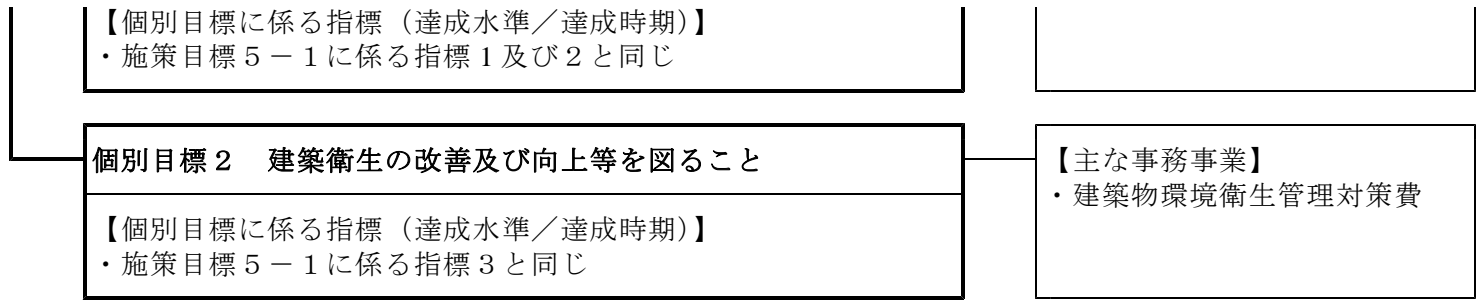 【個別目標に係る指標（達成水準／達成時期）】
・施策目標５－１に係る指標１及び２と同じ
個別目標２　建築衛生の改善及び向上等を図ること
【個別目標に係る指標（達成水準／達成時期）】
・施策目標５－１に係る指標３と同じ
【主な事務事業】
・建築物環境衛生管理対策費